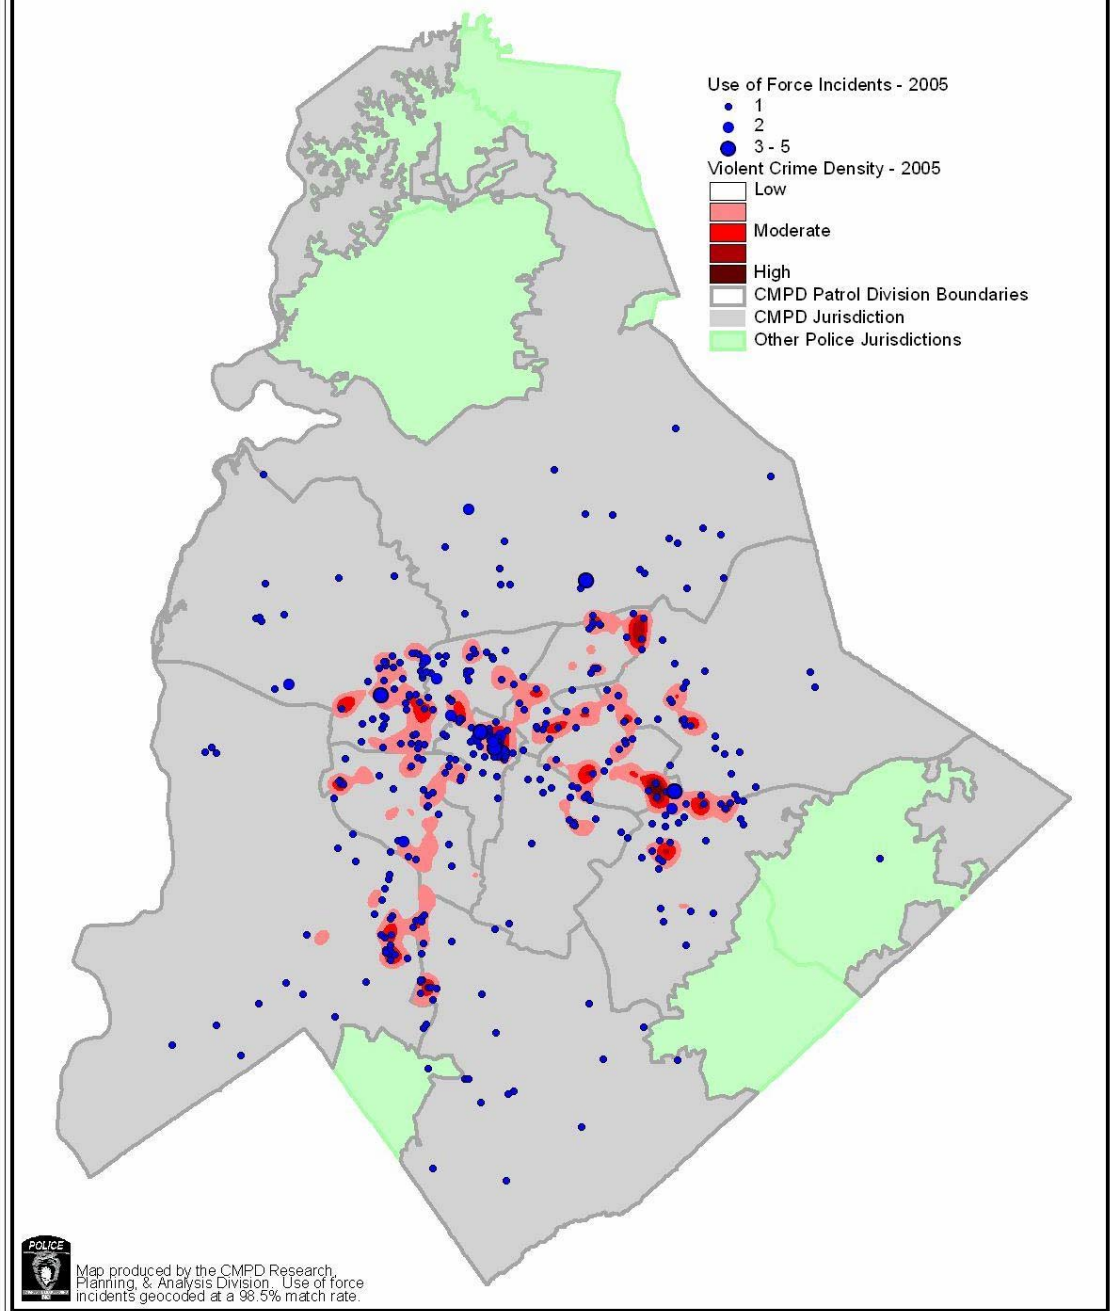 Use of Force Incidents - 2005
1
2
3 - 5
Violent Crime Density - 2005
Low
Moderate
High
CMPD Patrol Division Boundaries
CMPD Jurisdiction
Other Police Jurisdictions
POLICE
Map produced by the CMPD Research,
Planning, & Analysis Division.  Use of force
incidents geocoded at a 98.5% match rate.